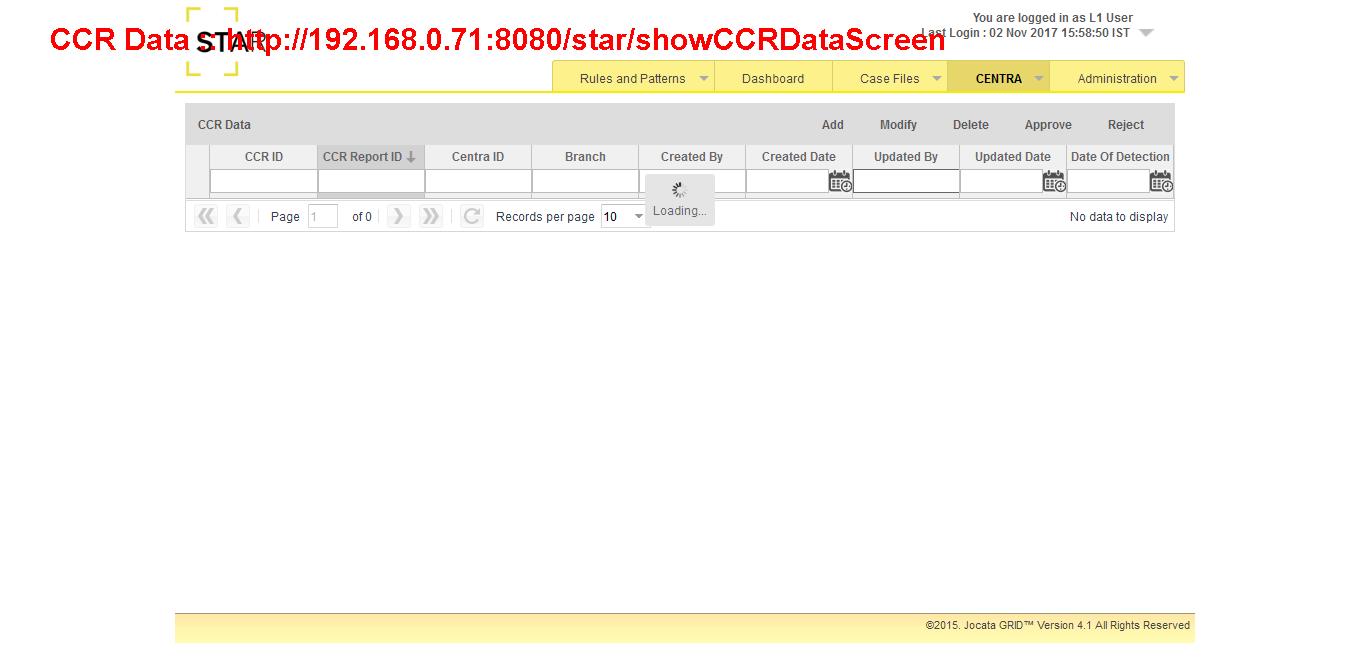 You are logged in as L1 User
CCR Data :: http://192.168.0.71:8080/star/showCCRDataScreen
STAR
Last Login : 02 Nov 2017 15:58:50 IST
Rules and Patterns Dashboard Case Files CENTRA Administration
CCR Data Add Modify Delete Approve Reject
CCR ID CCR Report ID Centra ID Branch Created By Created Date Updated By Updated Date Date Of Detection
Loading...
Page 1 of 0 Records per page 10 No data to display
©2015. Jocata GRID™ Version 4.1 All Rights Reserved